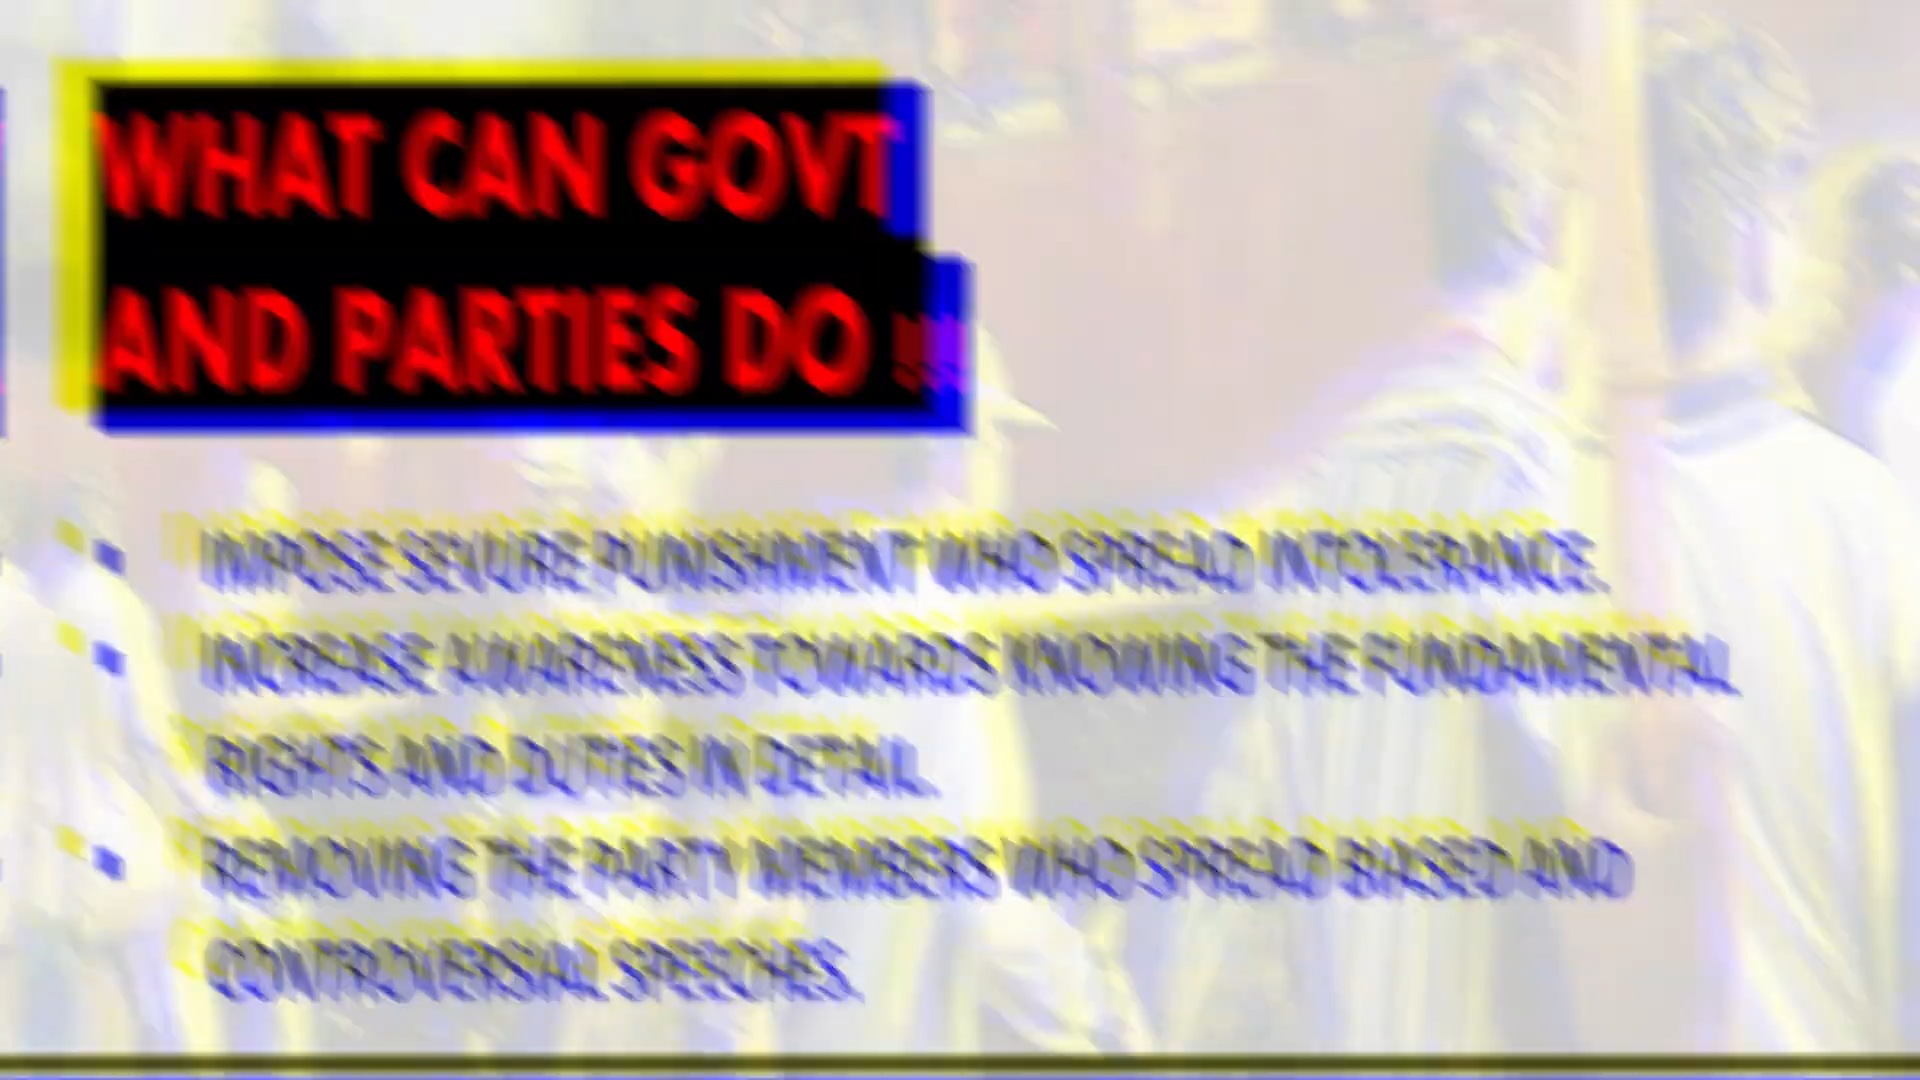 WHAT CAN GOVT
AND PARTIES DO
IMPOSE SEVURE PUNISHMENT WHO SPREAD INTOLERANCE.
INCREASE AWARENESS TOWARDS KNOWING THE FUNDAMENTAL
RIGHTS AND DUTIES IN DETAIL.
REMOVING THE PARTY MEMBERS WHO SPREAD BIASED AND
CONTROVERSIAL SPEECHES.